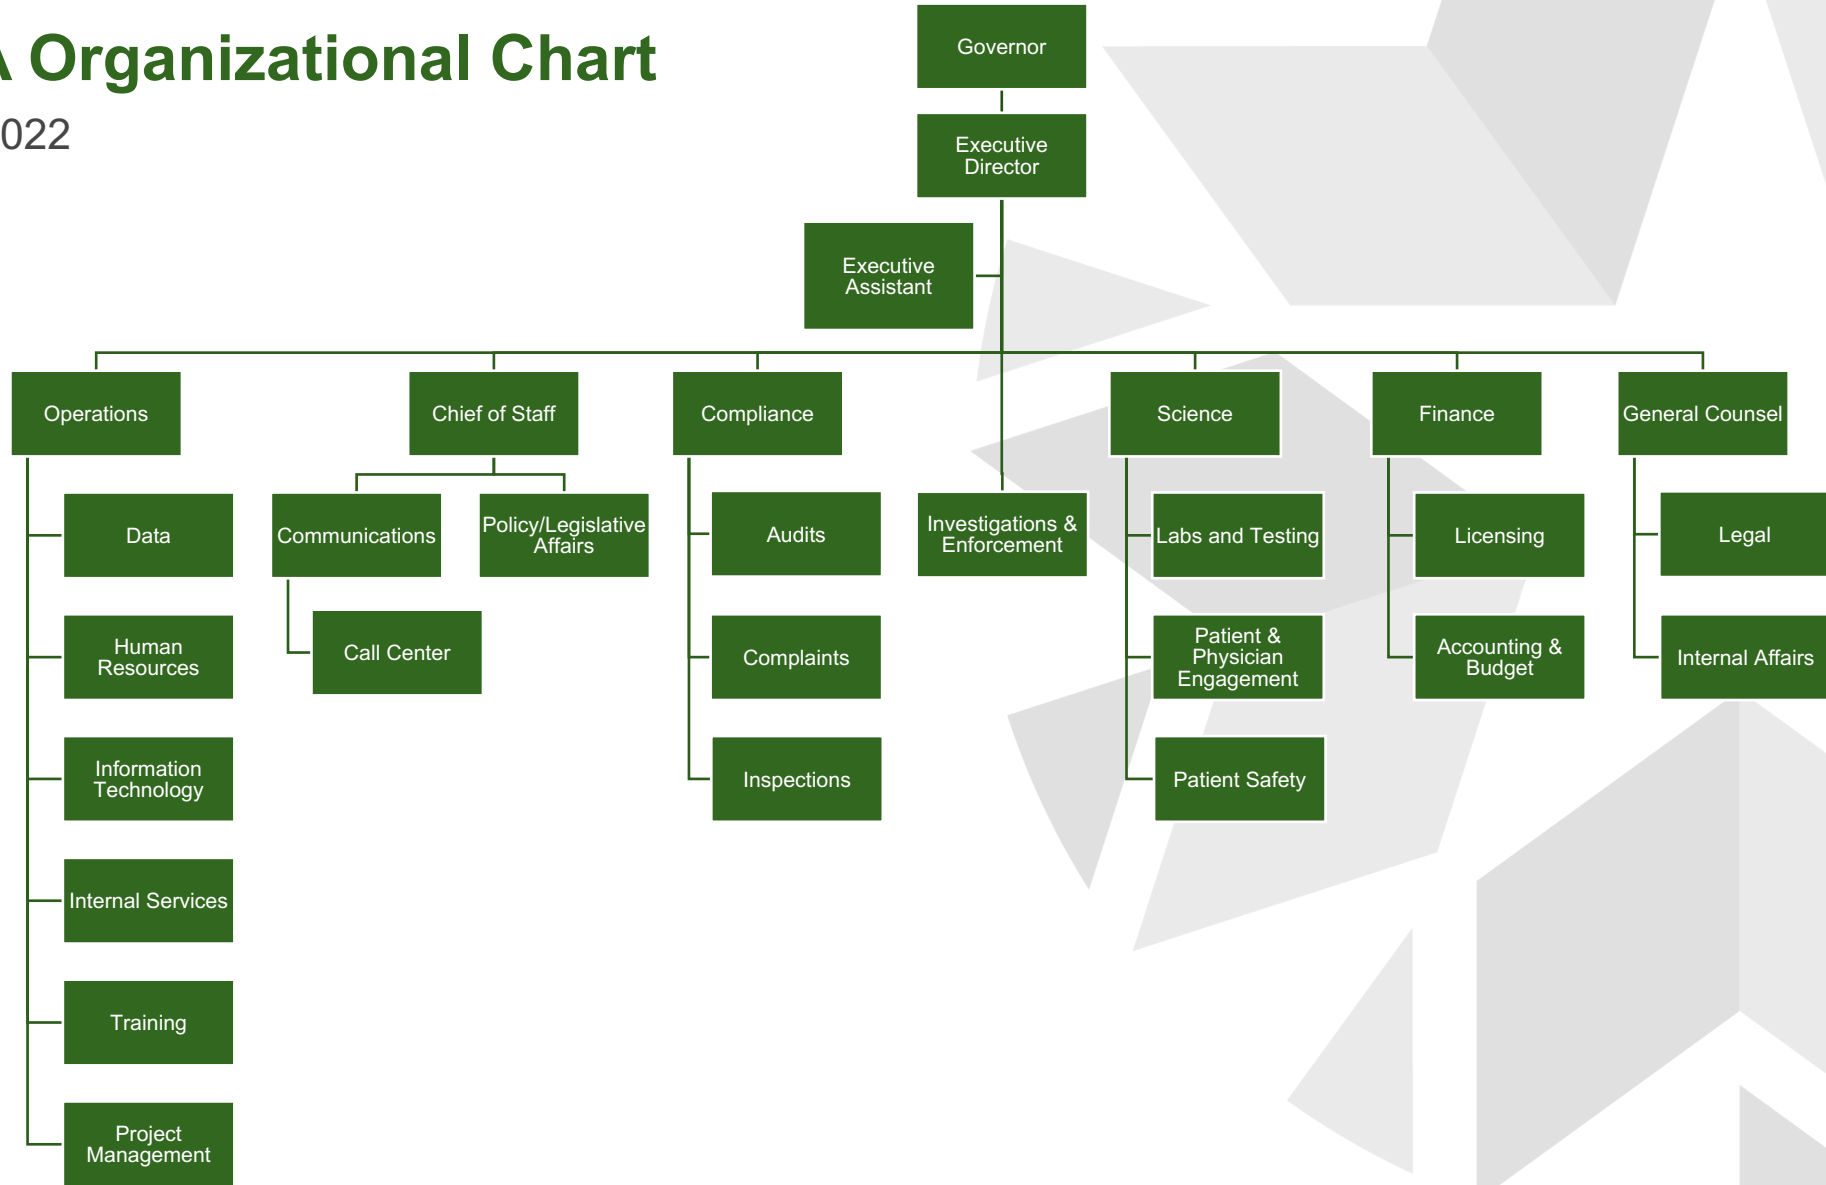 A Organizational Chart
022
Governor
Executive
Director
Executive
Assistant
Operations
Chief of Staff
Compliance
Science
Finance
General Counsel
Data
Communications
Policy/Legislative
Affairs
Audits
Investigations &
Enforcement
Labs and Testing
Licensing
Legal
Human
Resources
Call Center
Complaints
Patient &
Physician
Engagement
Accounting &
Budget
Internal Affairs
Information
Technology
Inspections
Patient Safety
Internal Services
Training
Project
Management